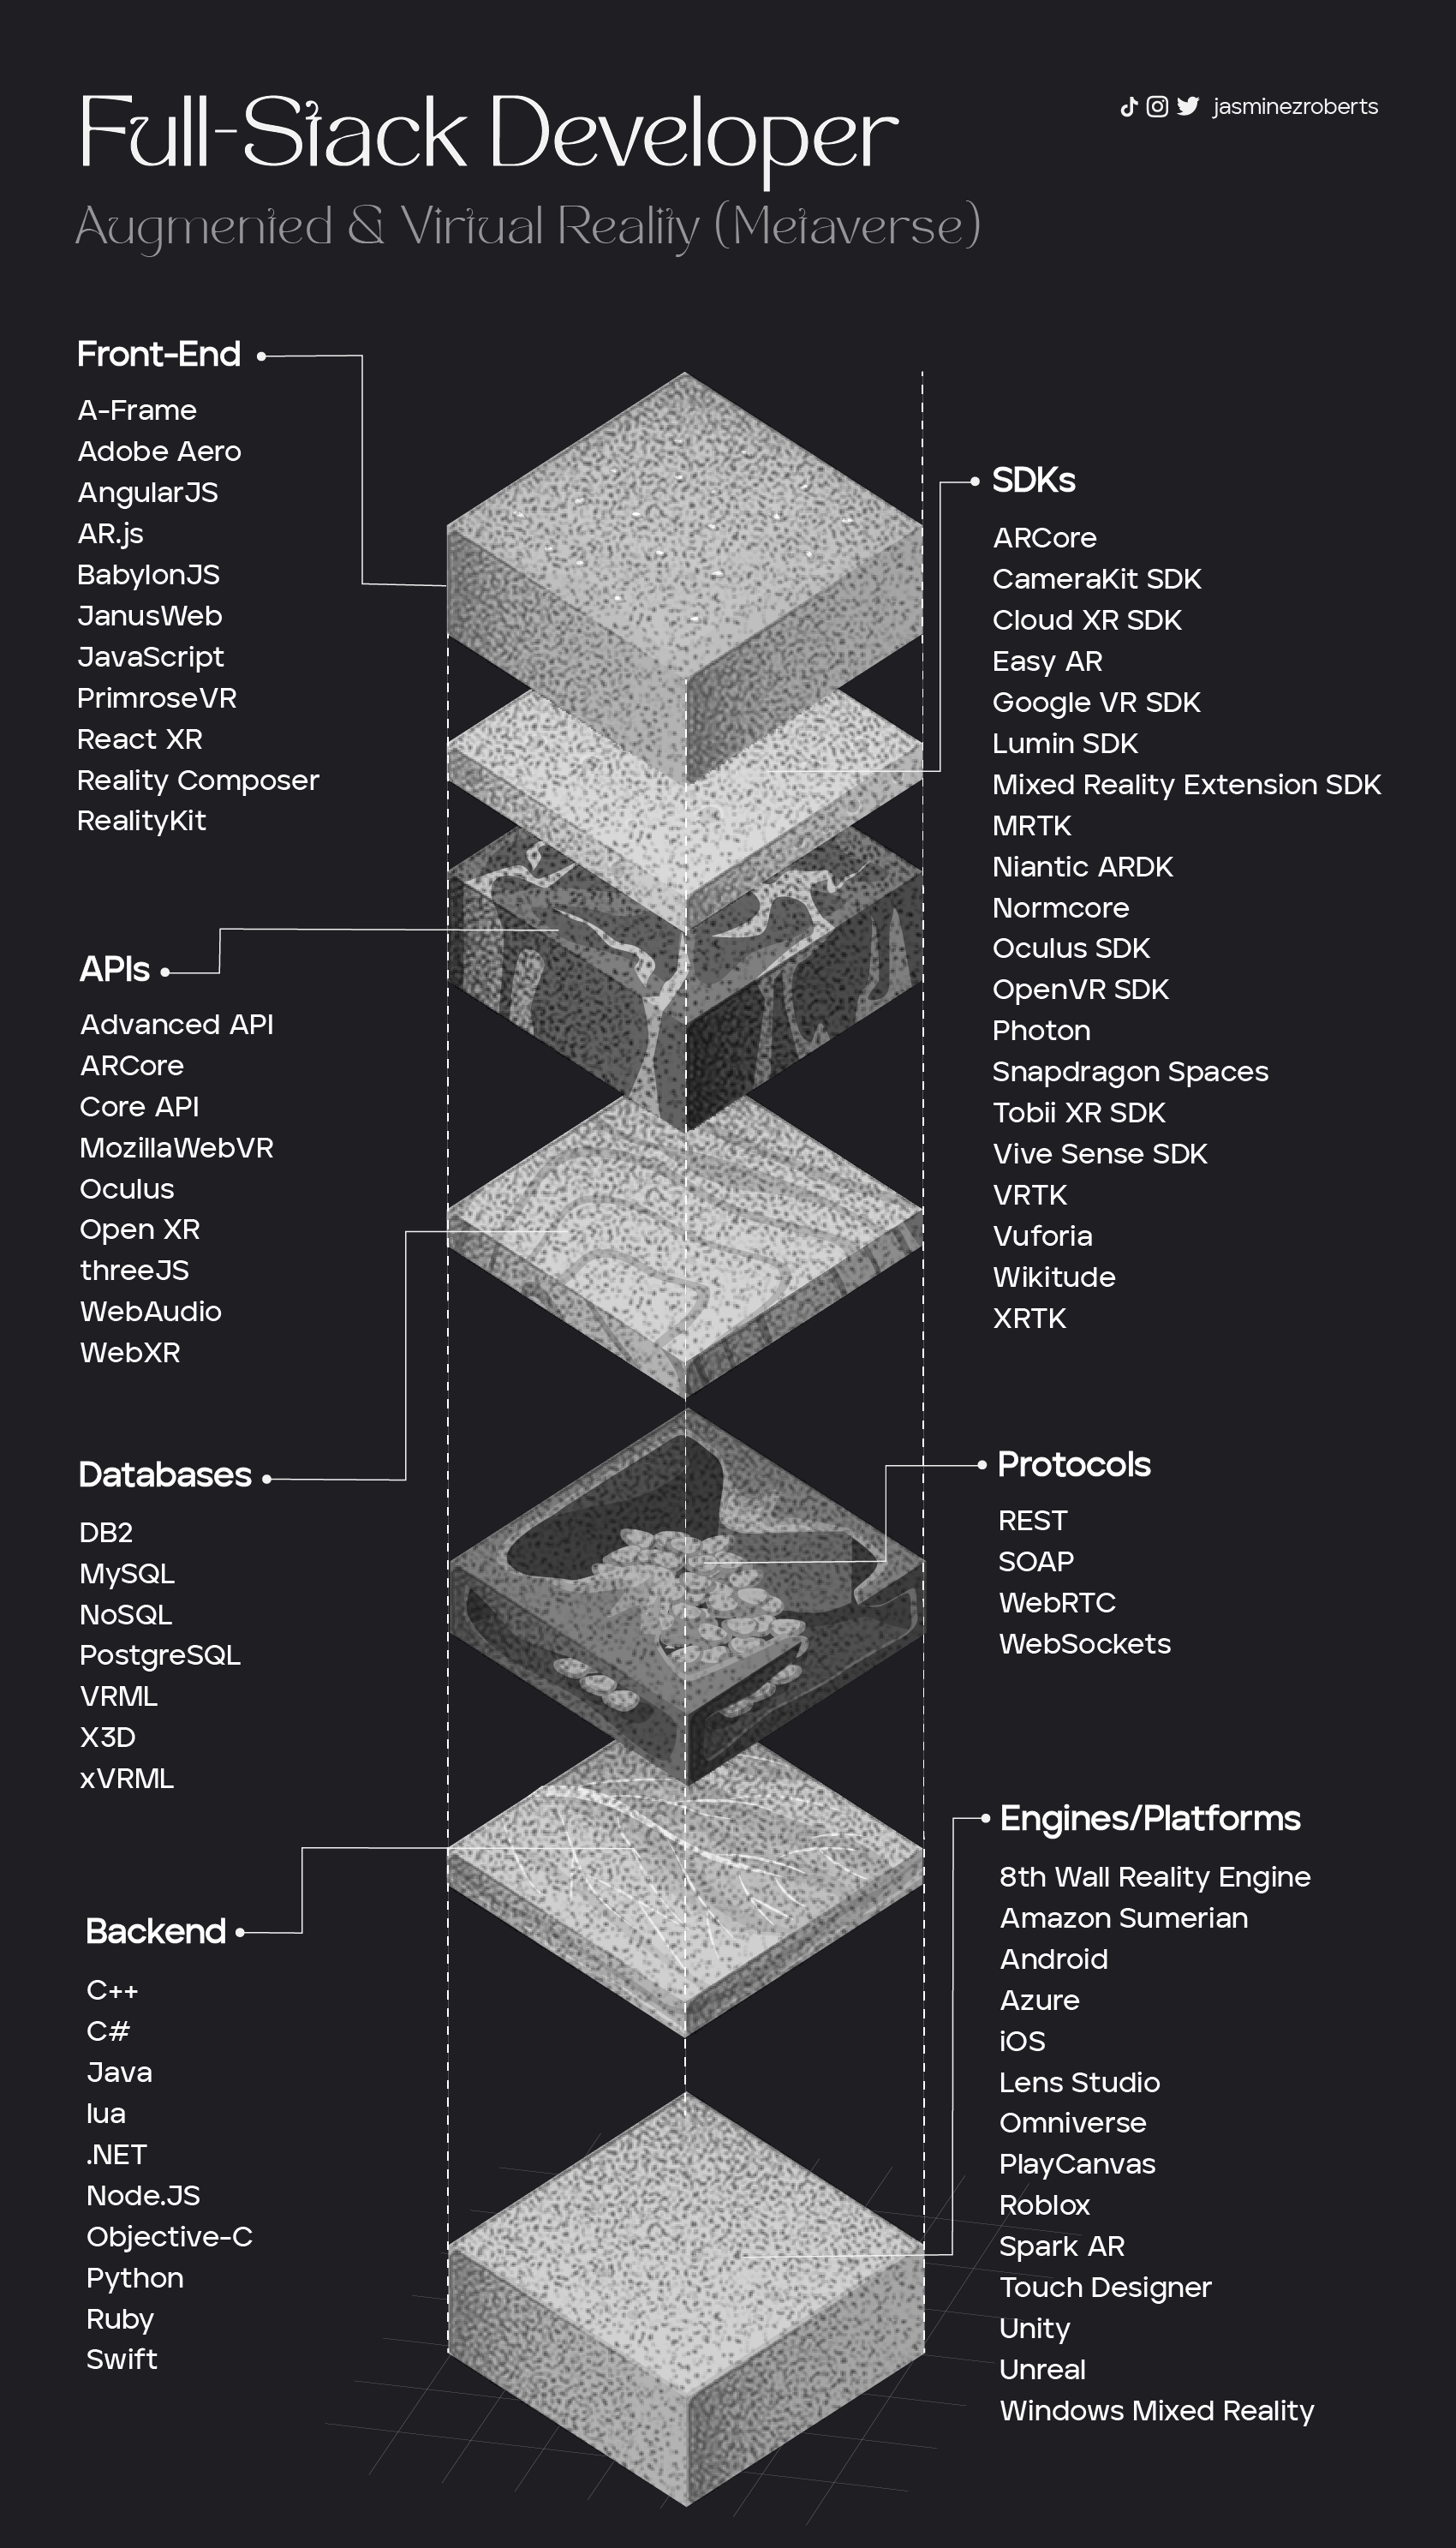 Full-Stack Developer
jasminezroberts
Augmented & Virtual Reality (Metaverse)
Front-End
A-Frame
Adobe Aero
AngularJS
AR.js
BabylonJS
JanusWeb
JavaScript
PrimroseVR
React XR
Reality Composer
RealityKit
SDKs
ARCore
CameraKit SDK
Cloud XR SDK
Easy AR
Google VR SDK
Lumin SDK
Mixed Reality Extension SDK
MRTK
Niantic ARDK
Normcore
Oculus SDK
OpenVR SDK
Photon
Snapdragon Spaces
Tobii XR SDK
Vive Sense SDK
VRTK
Vuforia
Wikitude
XRTK
APIs
Advanced API
ARCore
Core API
MozillaWebVR
Oculus
Open XR
threeJS
WebAudio
WebXR
Databases
DB2
MySQL
NoSQL
PostgreSQL
VRML
X3D
xVRML
Protocols
REST
SOAP
WebRTC
WebSockets
Backend
C++
C#
Java
lua
.NET
Node.JS
Objective-C
Python
Ruby
Swift
Engines/Platforms
8th Wall Reality Engine
Amazon Sumerian
Android
Azure
iOS
Lens Studio
Omniverse
PlayCanvas
Roblox
Spark AR
Touch Designer
Unity
Unreal
Windows Mixed Reality